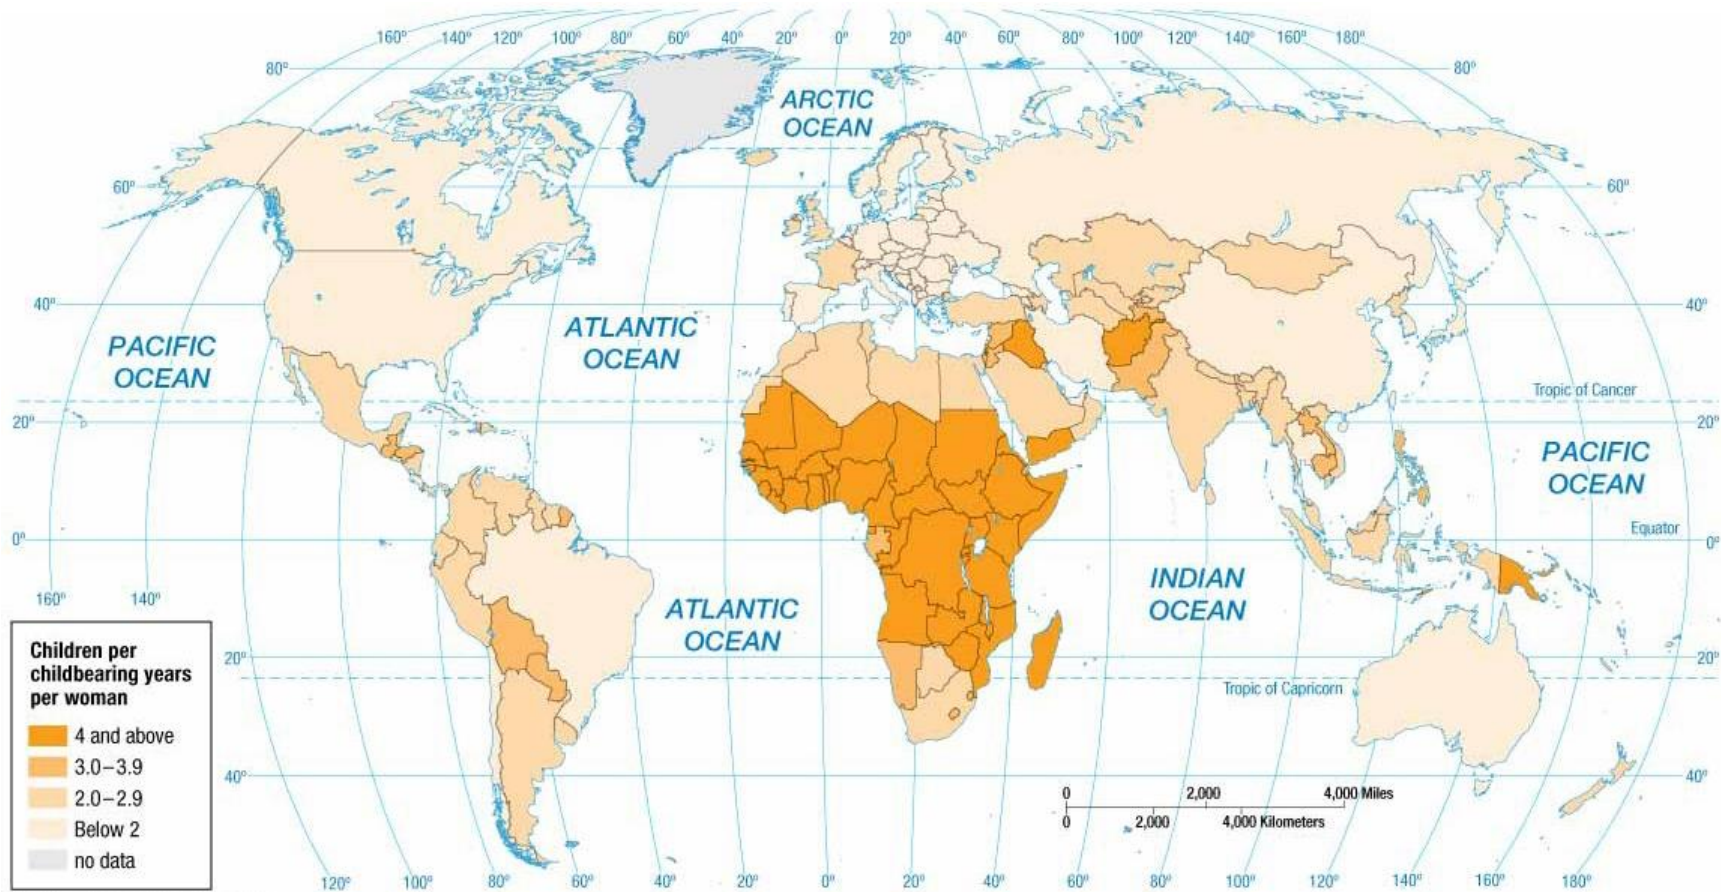 160° 140° 120° 100° 80° 60° 40° 20° 0° 20° 40° 60° 80° 100° 120° 140° 160° 180°
80° 80°
ARCTIC
OCEAN
60° 60°
40° 40°
PACIFIC
OCEAN
ATLANTIC
OCEAN
Tropic of Cancer
20° 20°
PACIFIC
OCEAN
Equator
0° 0°
160° 140°
INDIAN
OCEAN
ATLANTIC
OCEAN
20° 20°
Tropic of Capricorn
40° 40°
Children per
childbearing years
per woman
4 and above
3.0–3.9
2.0–2.9
Below 2
no data
0 2,000 4,000 Miles
0 2,000 4,000 Kilometers
120° 100° 80° 60° 40° 20° 0° 20° 40° 60° 80° 100° 120° 140° 160° 180°